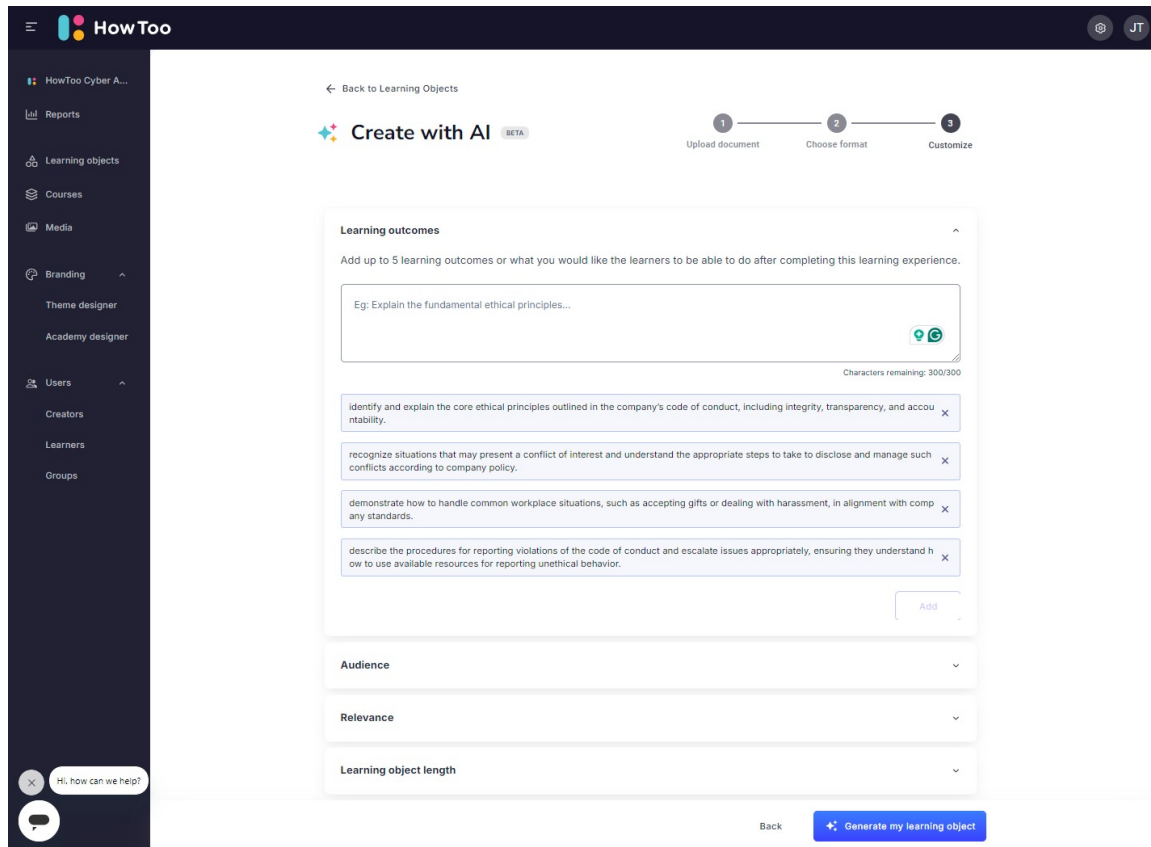 HowToo
JT
HowToo Cyber A...
Reports
Learning objects
Courses
Media
Branding
Theme designer
Academy designer
Users
Creators
Learners
Groups
Hi. how can we help?
Back to Learning Objects
Create with AI BETA
1 2 3
Upload document Choose format Customize
Learning outcomes
Add up to 5 learning outcomes or what you would like the learners to be able to do after completing this learning experience.
Eg: Explain the fundamental ethical principles...
Characters remaining: 300/300
identify and explain the core ethical principles outlined in the company's code of conduct, including integrity, transparency, and accou
ntability.
recognize situations that may present a conflict of interest and understand the appropriate steps to take to disclose and manage such
conflicts according to company policy.
demonstrate how to handle common workplace situations, such as accepting gifts or dealing with harassment, in alignment with comp
any standards.
describe the procedures for reporting violations of the code of conduct and escalate issues appropriately, ensuring they understand h
ow to use available resources for reporting unethical behavior.
Add
Audience
Relevance
Learning object length
Back
Generate my learning object